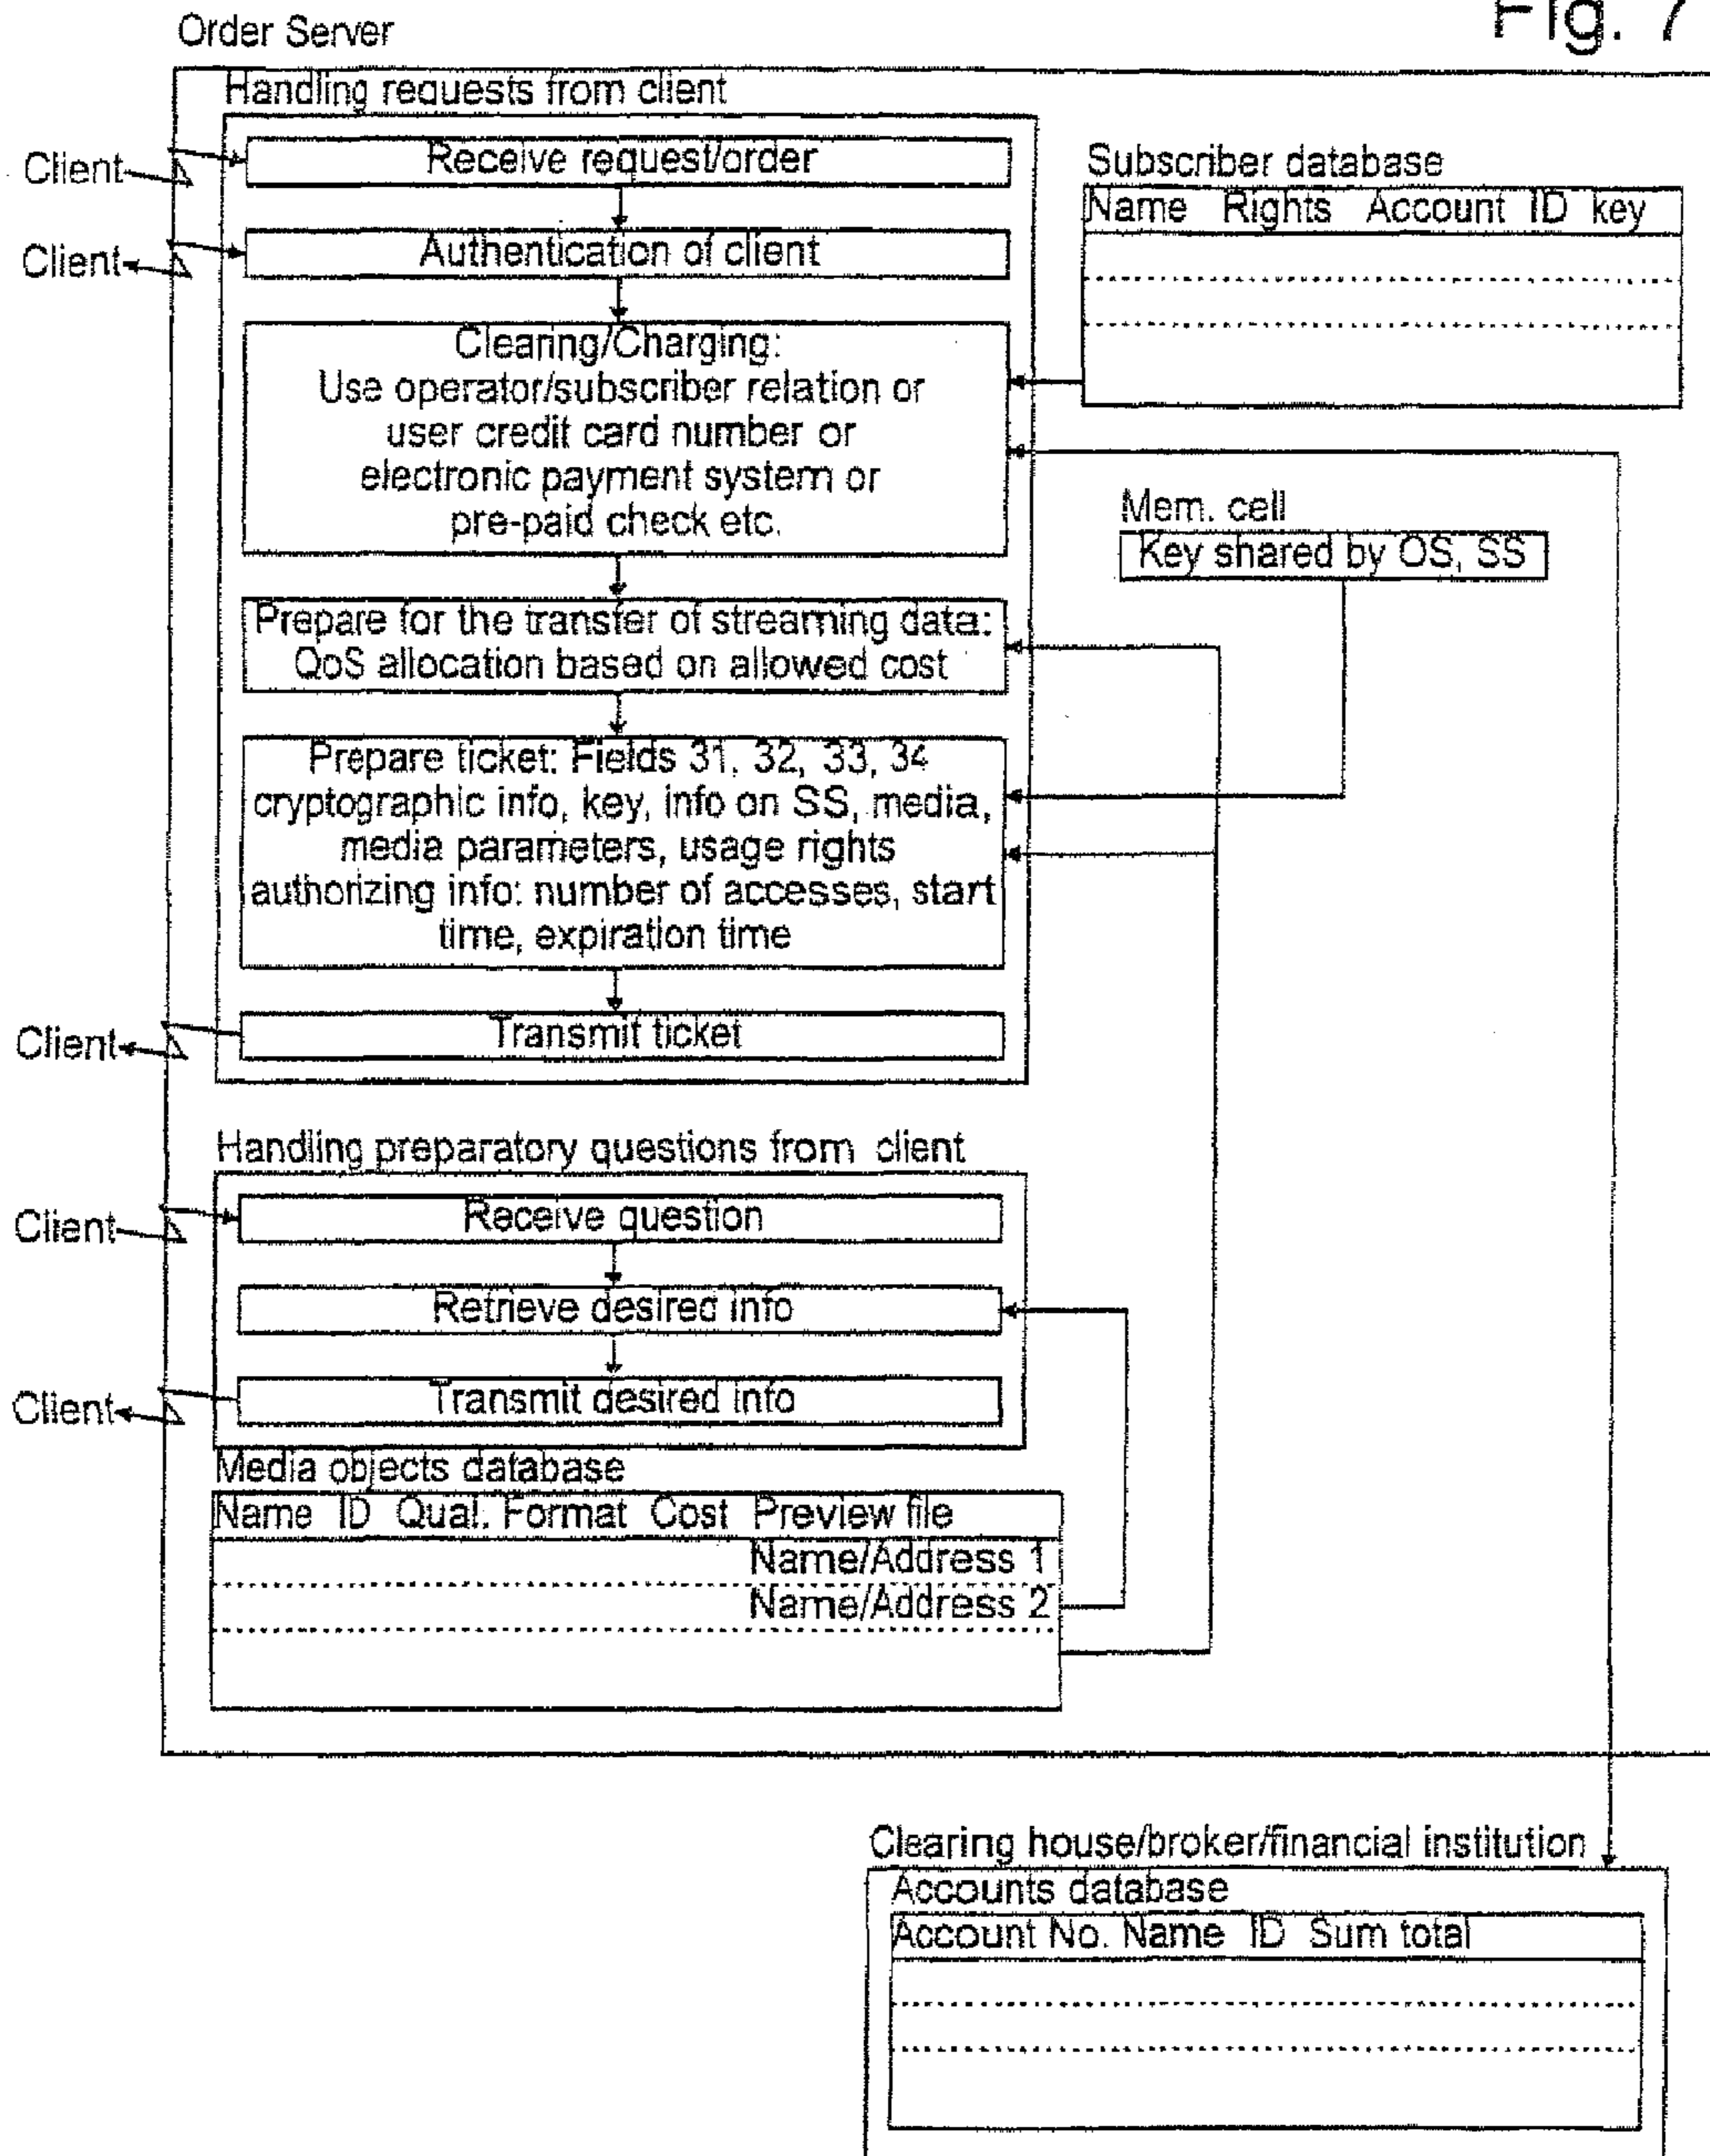 Fig. 7
Order Server
Handling requests from client
Client
Receive request/order
Client
Authentication of client
Clearing/Charging:
Use operator/subscriber relation or
user credit card number or
electronic payment system or
pre-paid check etc.
Subscriber database
Name Rights Account ID key
Mem. cell
Key shared by OS, SS
Prepare for the transfer of streaming data:
QoS allocation based on allowed cost
Prepare ticket: Fields 31, 32, 33, 34
cryptographic info, key, info on SS, media,
media parameters, usage rights
authorizing info: number of accesses, start
time, expiration time
Client
Transmit ticket
Handling preparatory questions from client
Client
Receive question
Retrieve desired info
Client
Transmit desired info
Media objects database
Name ID Qual. Format Cost Preview file
Name/Address 1
Name/Address 2
Clearing house/broker/financial institution
Accounts database
Account No. Name ID Sum total